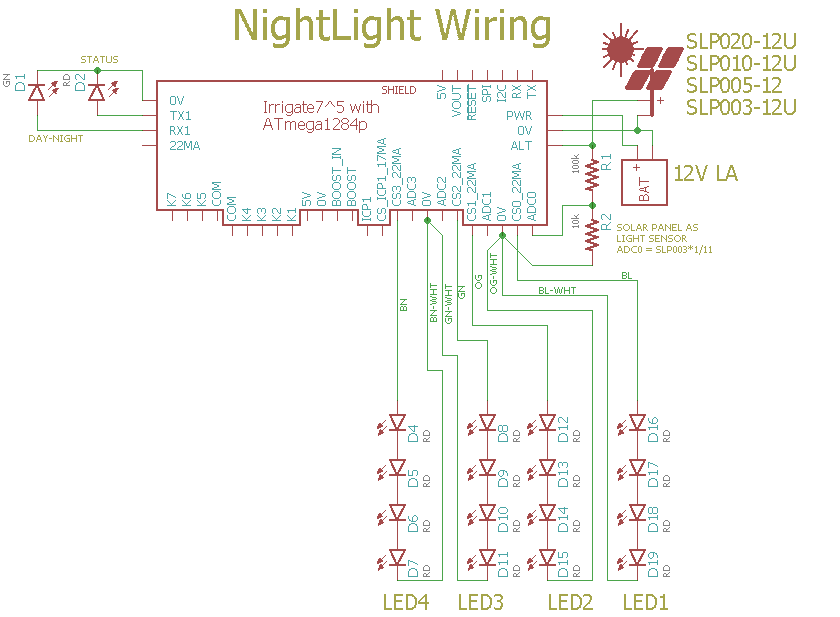 NightLight Wiring
SLP020-12U
SLP010-12U
SLP005-12
SLP003-12U
STATUS
GN
D1
RD
D2
DAY-NIGHT
SHIELD
Irrigate7^5 with
ATmega1284p
0V
TX1
RX1
22MA
5V
VOUT
RESET
SPI
I2C
RX
TX
PWR
0V
ALT
+
+
BAT
12V LA
100k
R1
10k
R2
SOLAR PANEL AS
LIGHT SENSOR
ADC0 = SLP003*1/11
K7
K6
K5
COM
COM
K4
K3
K2
K1
5V
0V
BOOST_IN
BOOST
ICP1
CS_ICP1_17MA
CS3_22MA
ADC3
0V
ADC2
CS2_22MA
CS1_22MA
ADC1
0V
CS0_22MA
ADC0
BN
BN-WHT
GN-WHT
GN
OG
OG-WHT
BL
BL-WHT
D4
RD
D8
RD
D12
RD
D16
RD
D5
RD
D9
RD
D13
RD
D17
RD
D6
RD
D10
RD
D14
RD
D18
RD
D7
RD
D11
RD
D15
RD
D19
RD
LED4
LED3
LED2
LED1